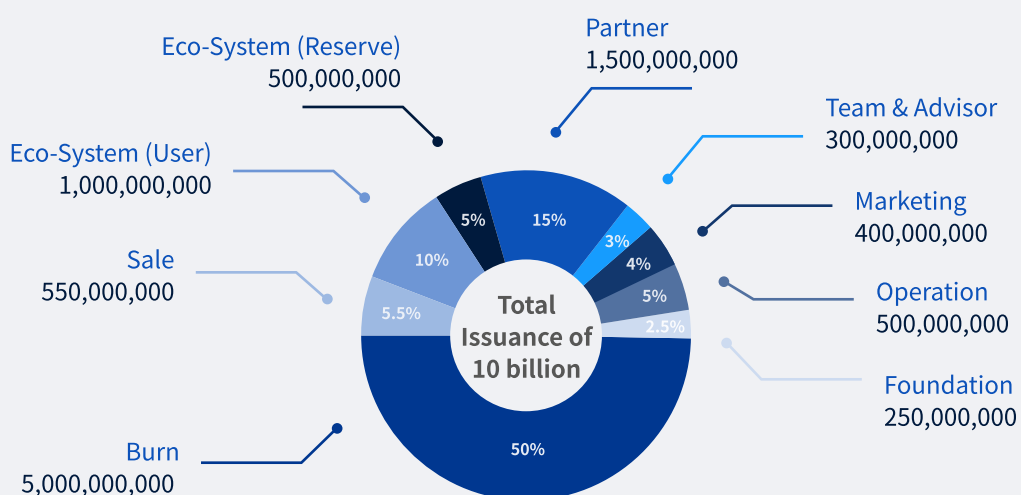 Partner
1,500,000,000
Eco-System (Reserve)
500,000,000
Team & Advisor
300,000,000
Eco-System (User)
1,000,000,000
Marketing
400,000,000
Sale
550,000,000
Operation
500,000,000
Foundation
250,000,000
Burn
5,000,000,000
5%
15%
3%
4%
10%
5%
5.5%
2.5%
50%
Total
Issuance of
10 billion